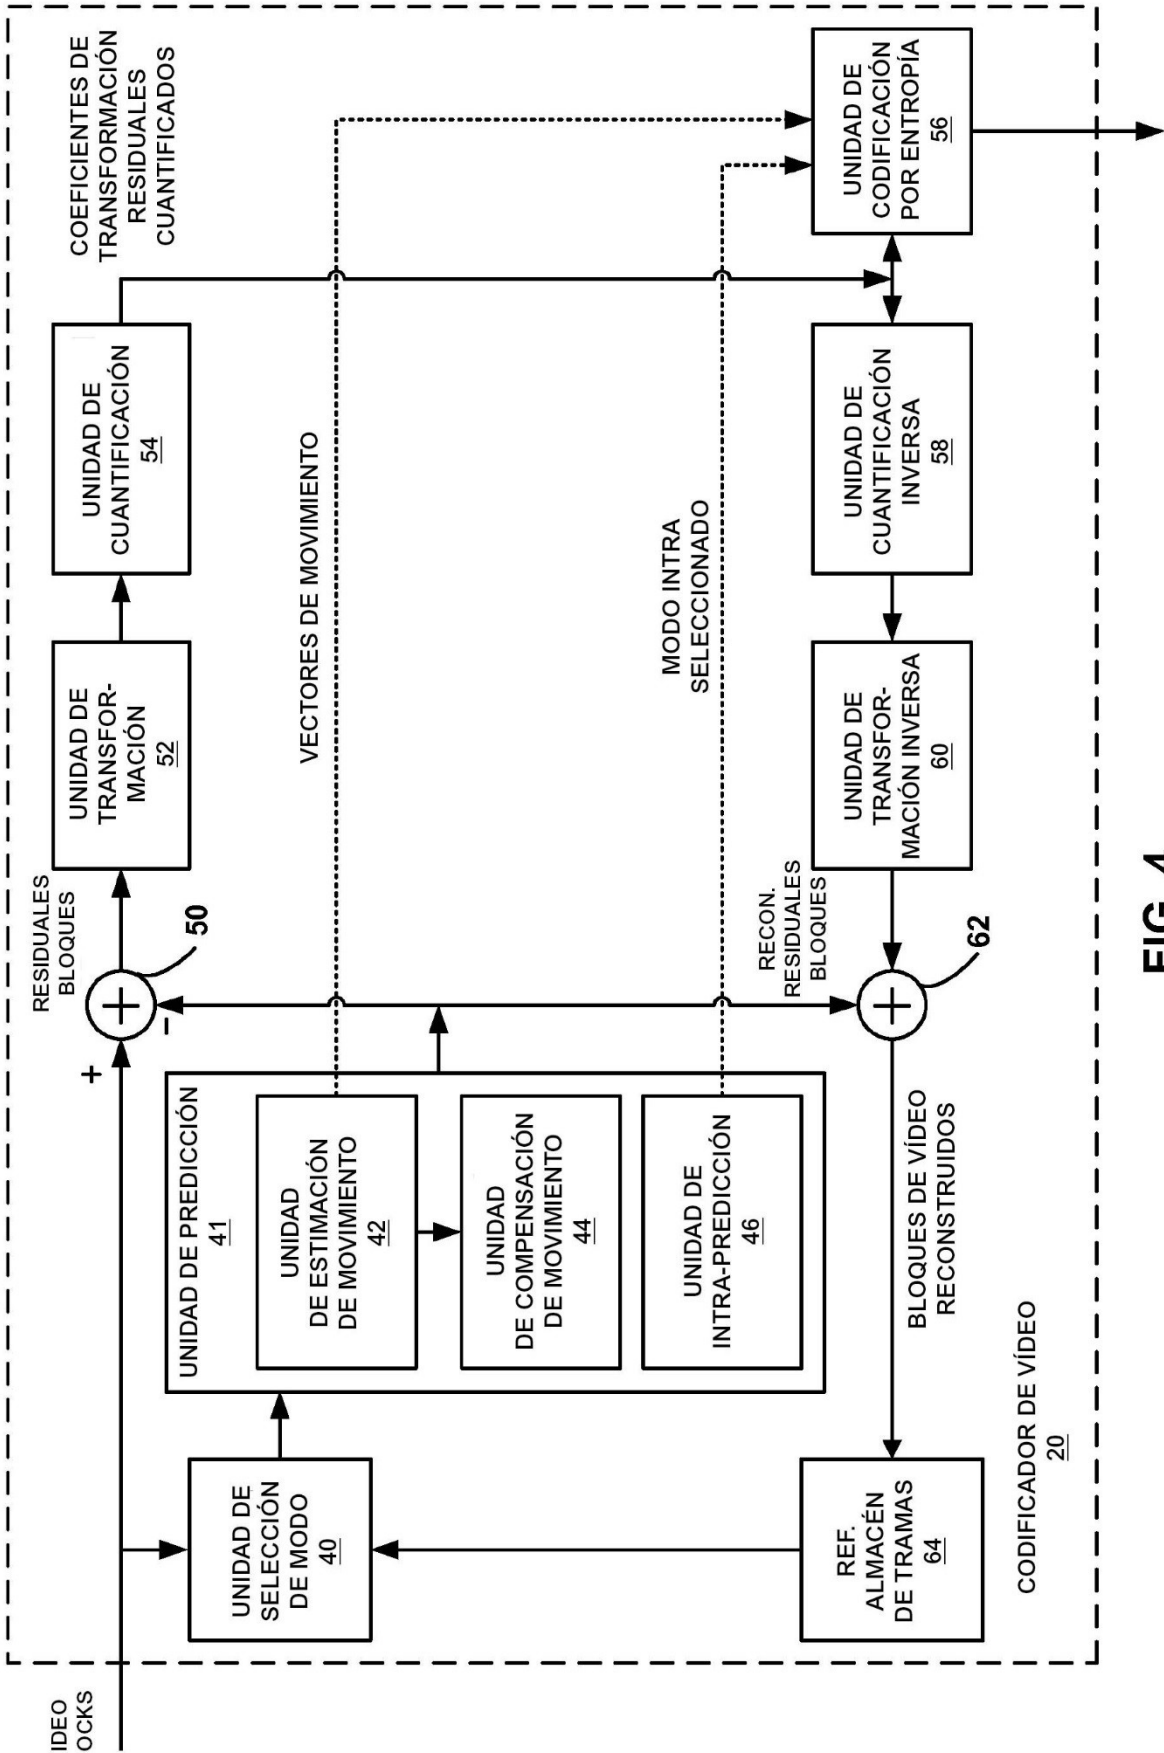 IDEO
OCKS
+
-
RESIDUALES
BLOQUES
50
UNIDAD DE
TRANSFOR-
MACIÓN
52
UNIDAD DE
CUANTIFICACIÓN
54
COEFICIENTES DE
TRANSFORMACIÓN
RESIDUALES
CUANTIFICADOS
UNIDAD DE PREDICCIÓN
41
UNIDAD
DE ESTIMACIÓN
DE MOVIMIENTO
42
UNIDAD
DE COMPENSACIÓN
DE MOVIMIENTO
44
UNIDAD DE
INTRA-PREDICCIÓN
46
VECTORES DE MOVIMIENTO
MODO INTRA
SELECCIONADO
UNIDAD DE
SELECCIÓN
DE MODO
40
REF.
ALMACÉN
DE TRAMAS
64
BLOQUES DE VÍDEO
RECONSTRUIDOS
RECON.
RESIDUALES
BLOQUES
62
UNIDAD DE
TRANSFOR-
MACIÓN INVERSA
60
UNIDAD DE
CUANTIFICACIÓN
INVERSA
58
UNIDAD DE
CODIFICACIÓN
POR ENTROPÍA
56
CODIFICADOR DE VÍDEO
20
FIG. 4